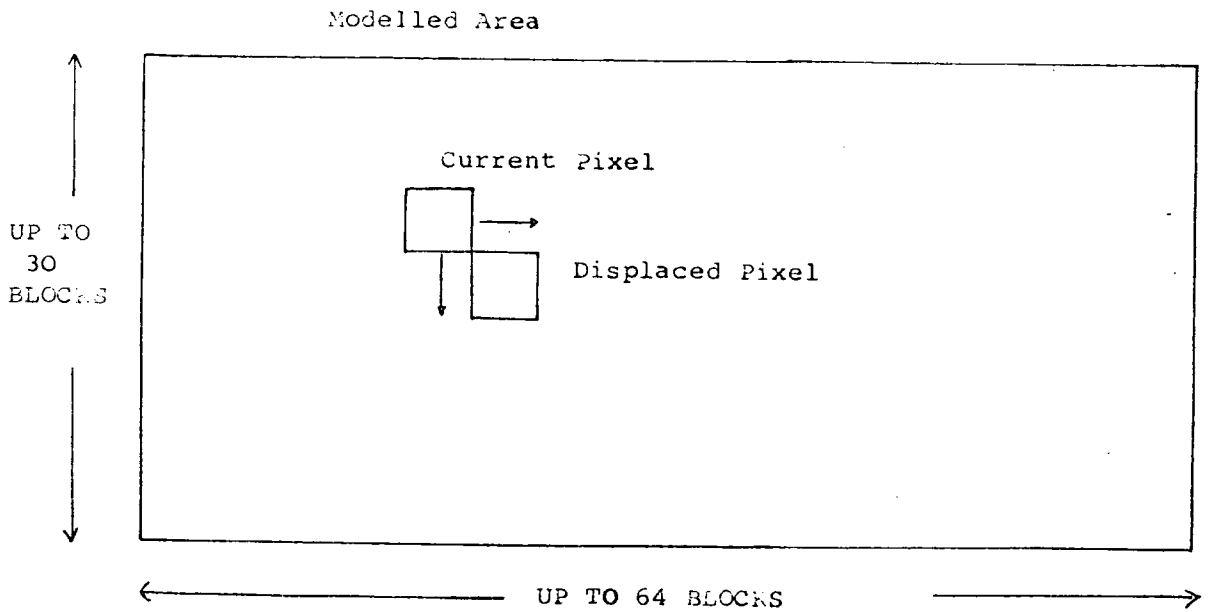 Modelled Area
Current Pixel
Displaced Pixel
UP TO
30
BLOCKS
UP TO 64 BLOCKS